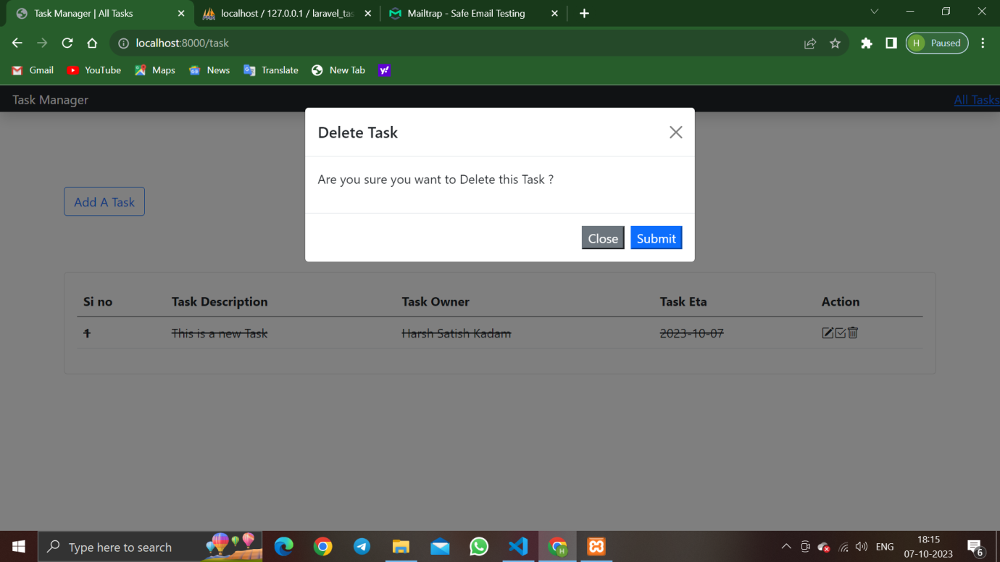 Task Manager | All Tasks
localhost / 127.0.0.1 / laravel_tas
Mailtrap - Safe Email Testing
localhost:8000/task
H Paused
Gmail YouTube Maps News Translate New Tab y!
Task Manager All Tasks
Delete Task
Are you sure you want to Delete this Task ?
Close Submit
Add A Task
Si no Task Description Task Owner Task Eta Action
1 This is a new Task Harsh Satish Kadam 2023-10-07
Type here to search
ENG
18:15
07-10-2023
6